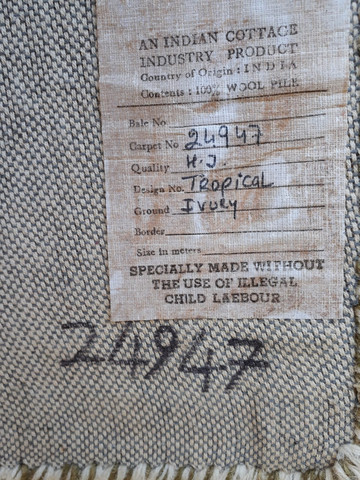 AN INDIAN COTTAGE
INDUSTRY PRODUCT
Country of Origin : INDIA
Contents : 100% WOOL PILE
Bale No
Carpet No 24947
Quality H.J.
Design No. TROPICAL
Ground Ivory
Border
Size in meters
SPECIALLY MADE WITHOUT
THE USE OF ILLEGAL
CHILD LAEBOUR
24947